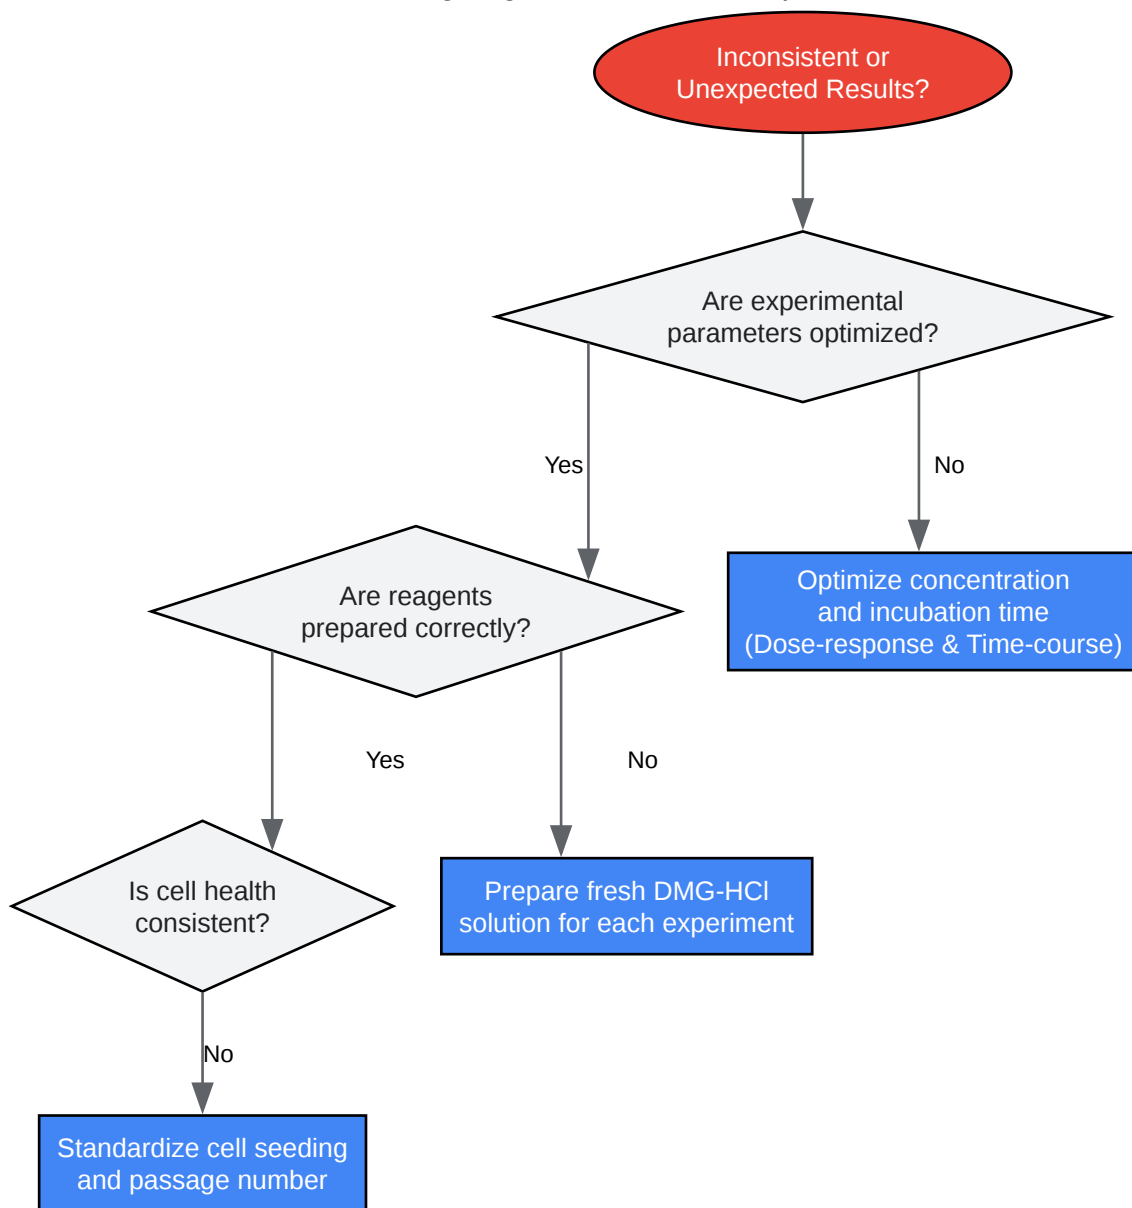 Inconsistent or
Unexpected Results?
Are experimental
parameters optimized?
Yes
No
Optimize concentration
and incubation time
(Dose-response & Time-course)
Are reagents
prepared correctly?
Yes
No
Is cell health
consistent?
Prepare fresh DMG-HCl
solution for each experiment
No
Standardize cell seeding
and passage number